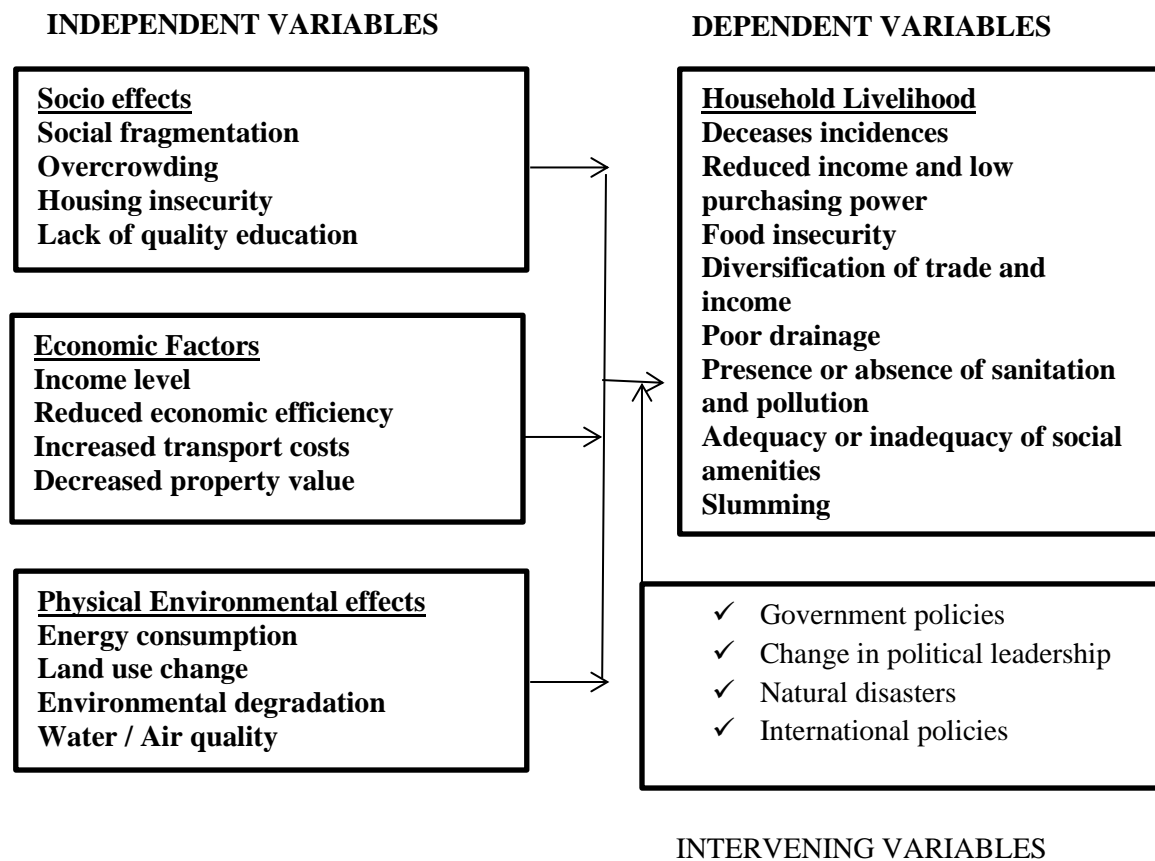 INDEPENDENT VARIABLES
DEPENDENT VARIABLES
Socio effects
Social fragmentation
Overcrowding
Housing insecurity
Lack of quality education
Economic Factors
Income level
Reduced economic efficiency
Increased transport costs
Decreased property value
Physical Environmental effects
Energy consumption
Land use change
Environmental degradation
Water / Air quality
Household Livelihood
Deceases incidences
Reduced income and low
purchasing power
Food insecurity
Diversification of trade and
income
Poor drainage
Presence or absence of sanitation
and pollution
Adequacy or inadequacy of social
amenities
Slumming
✓ Government policies
✓ Change in political leadership
✓ Natural disasters
✓ International policies
INTERVENING VARIABLES